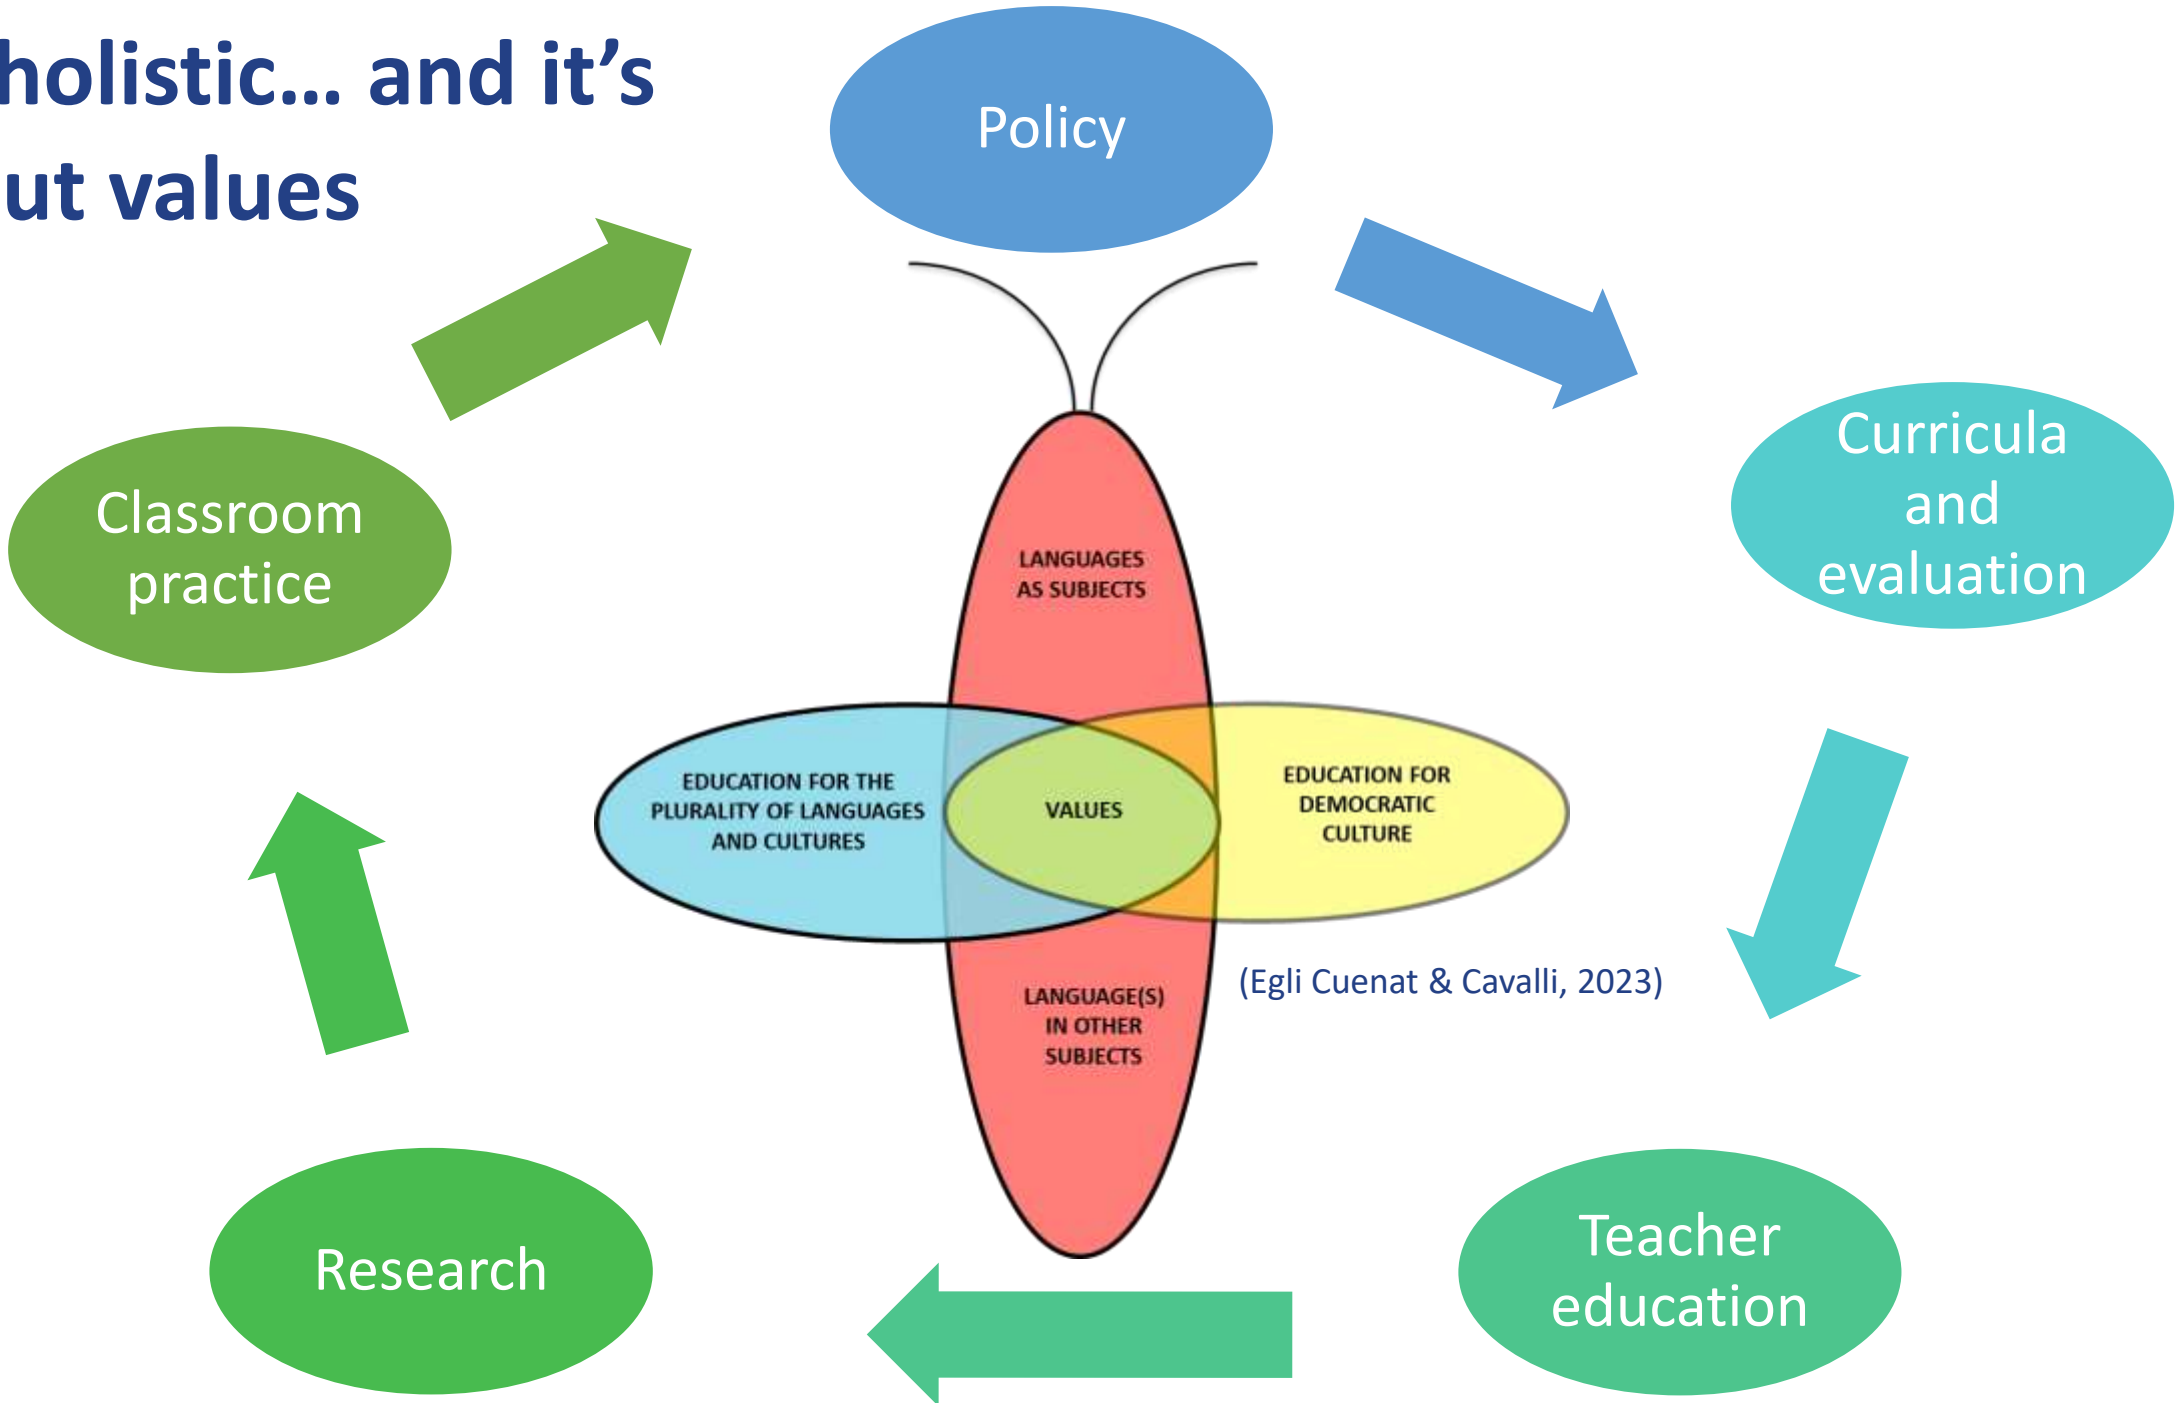 holistic... and it's
ut values
Policy
Curricula
and
evaluation
Classroom
practice
LANGUAGES
AS SUBJECTS
EDUCATION FOR THE
PLURALITY OF LANGUAGES
AND CULTURES
VALUES
EDUCATION FOR
DEMOCRATIC
CULTURE
(Egli Cuenat & Cavalli, 2023)
LANGUAGE(S)
IN OTHER
SUBJECTS
Research
Teacher
education